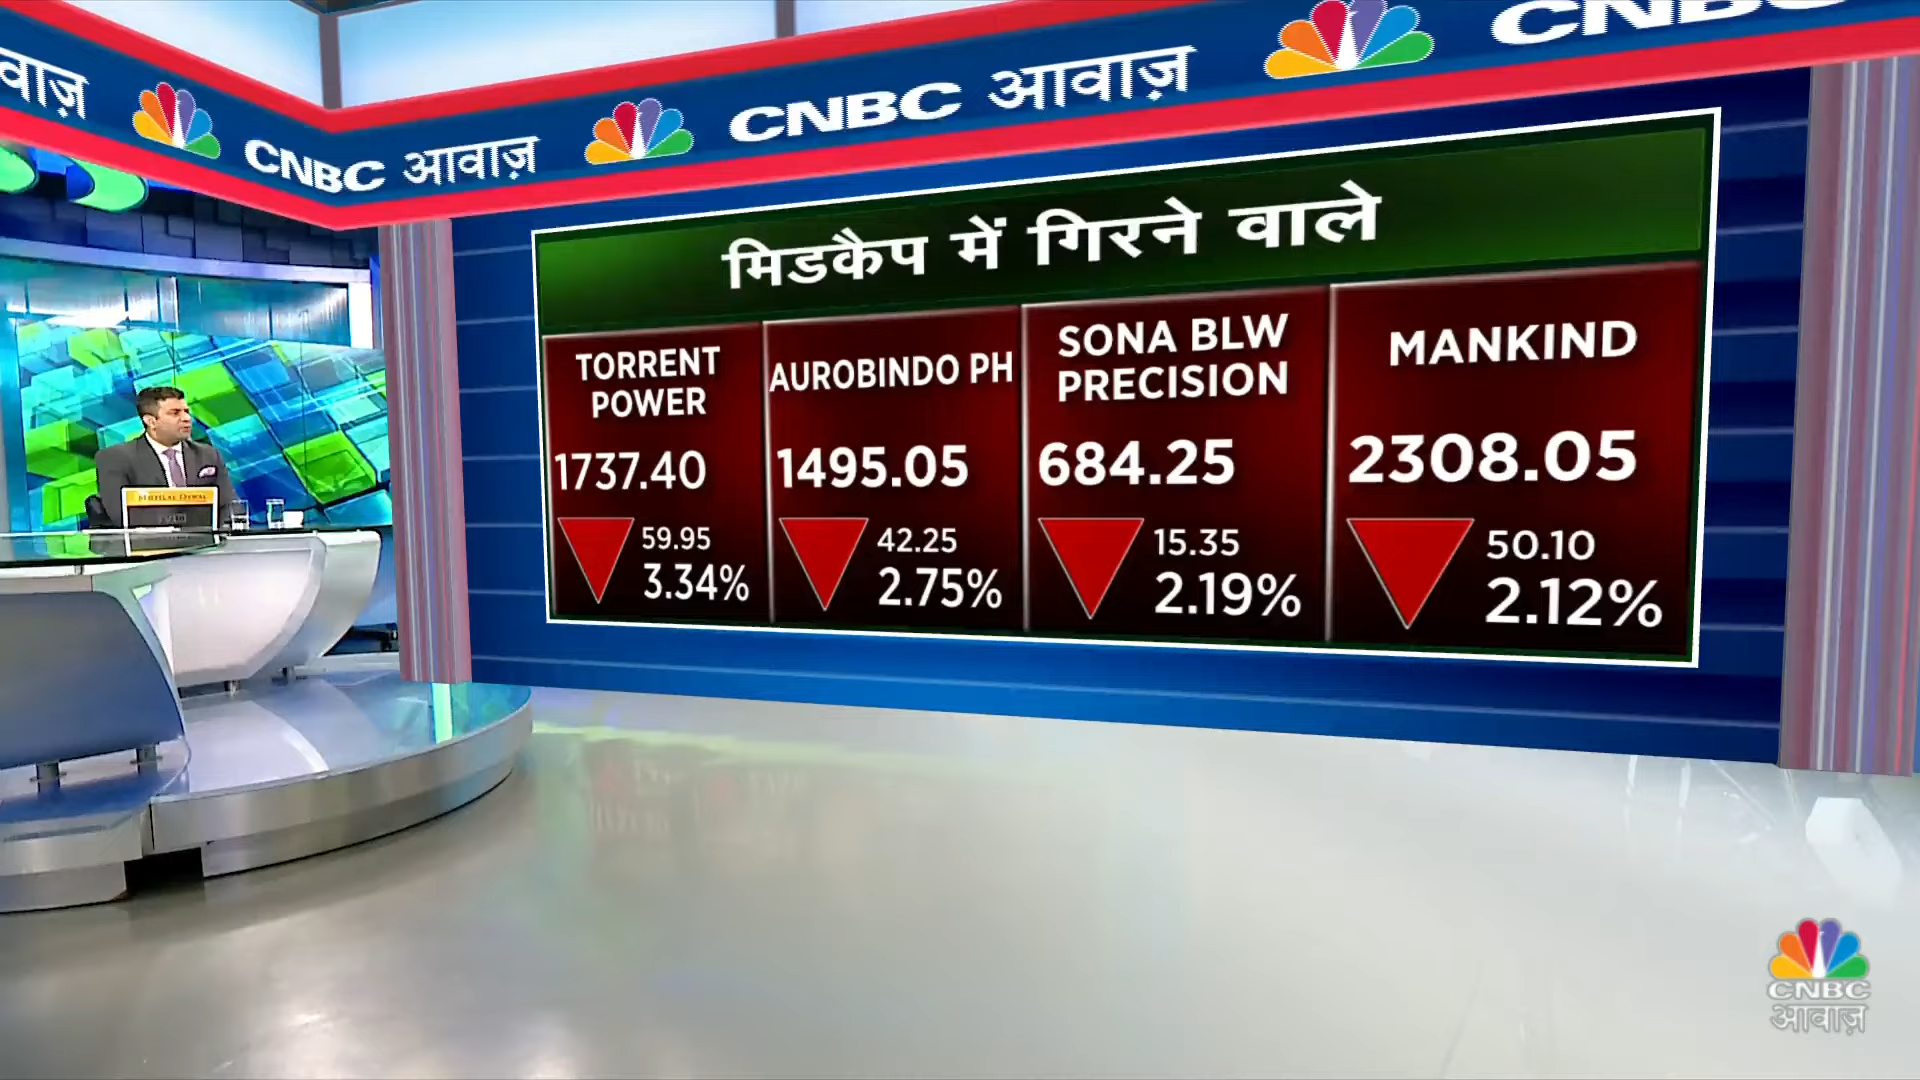 वाज़
CNBC आवाज़
CNBC आवाज़
CNBC
मिडकैप में गिरने वाले
TORRENT
POWER
1737.40
59.95
3.34%
AUROBINDO PH
1495.05
42.25
2.75%
SONA BLW
PRECISION
684.25
15.35
2.19%
MANKIND
2308.05
50.10
2.12%
MOTILAL OSWAL
CNBC
आवाज़